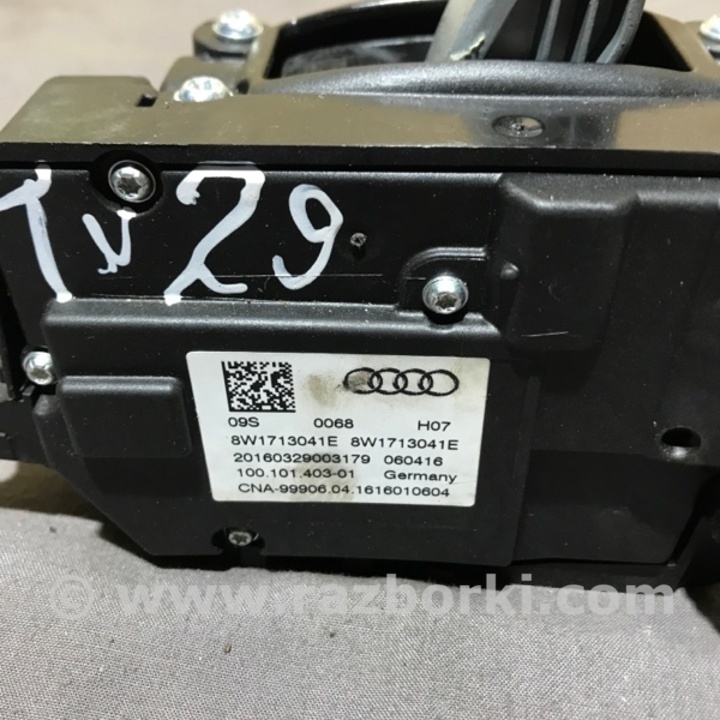 Tv29
09S 0068 H07
8W1713041E 8W1713041E
20160329003179 060416
100.101.403-01 Germany
CNA-99906.04.1616010604
© www.razborki.com